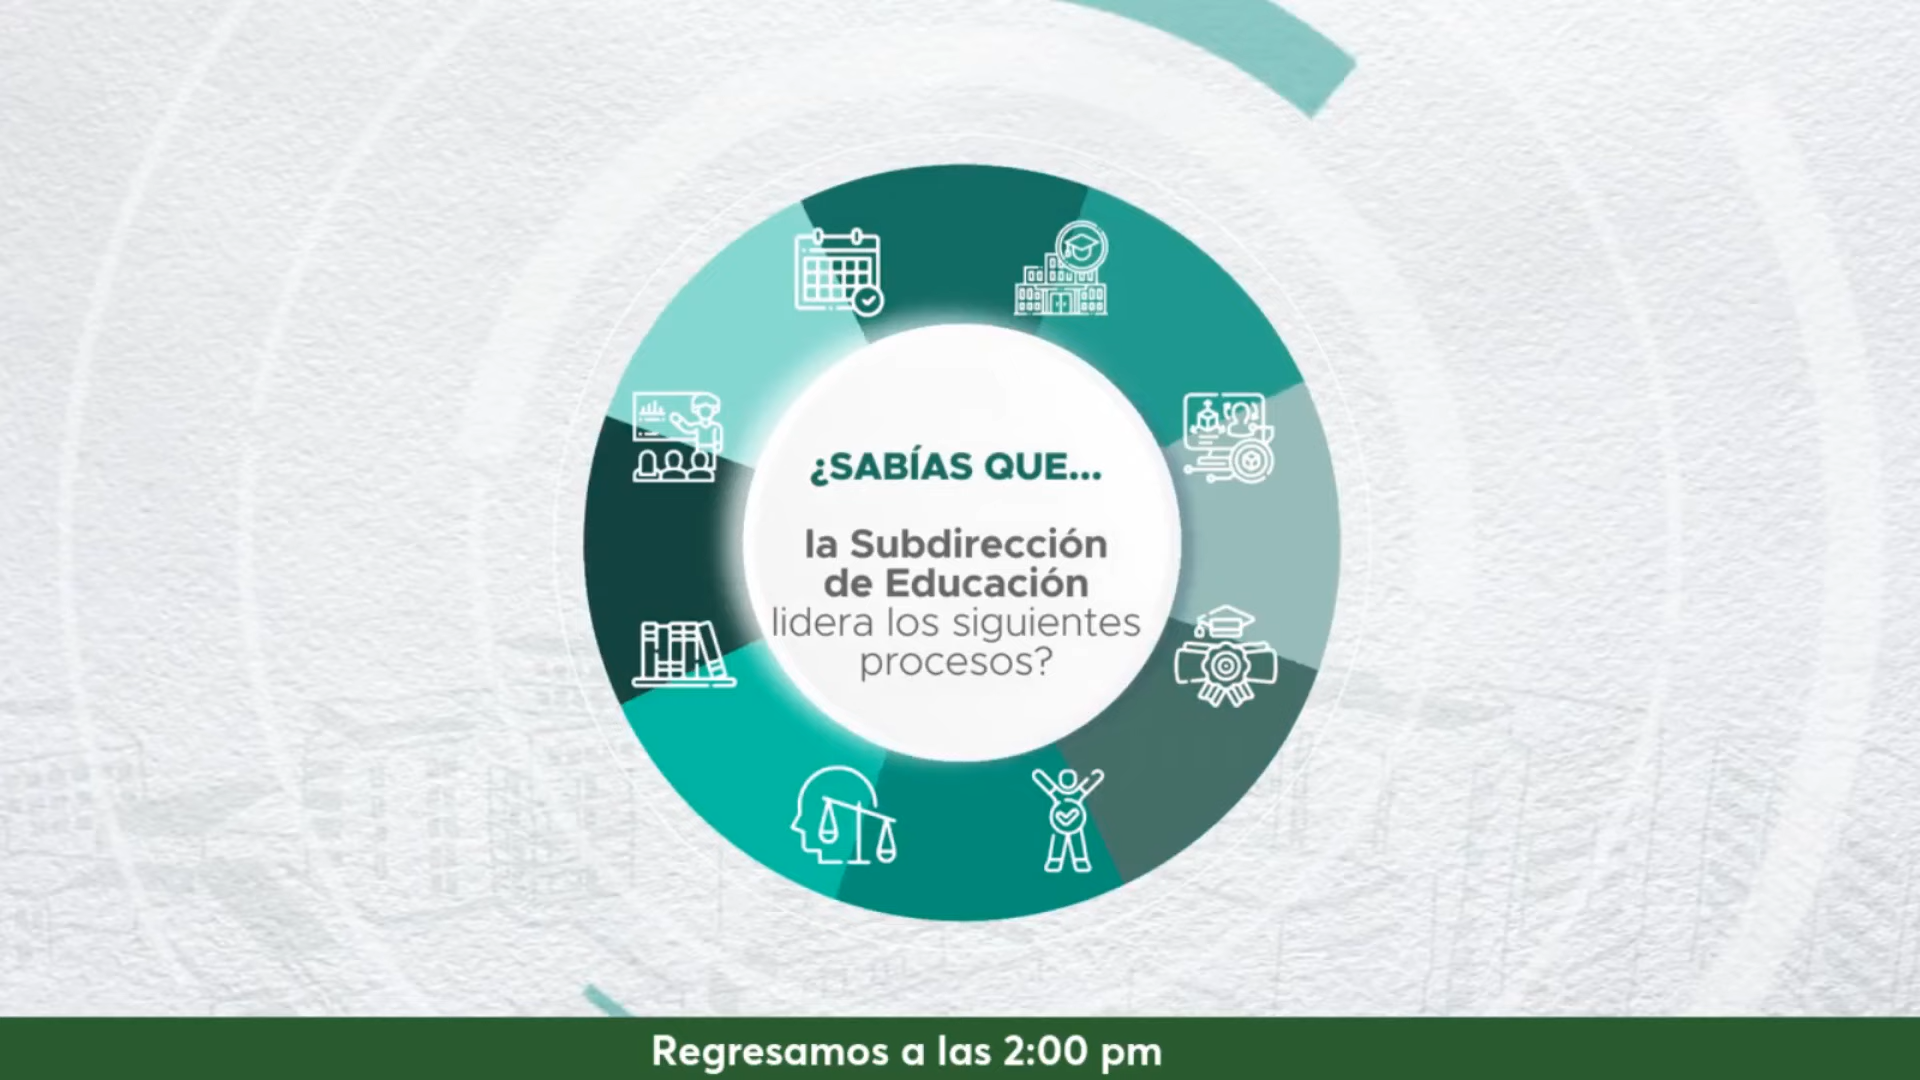 ¿SABÍAS QUE...
la Subdirección
de Educación
lidera los siguientes
procesos?
Regresamos a las 2:00 pm